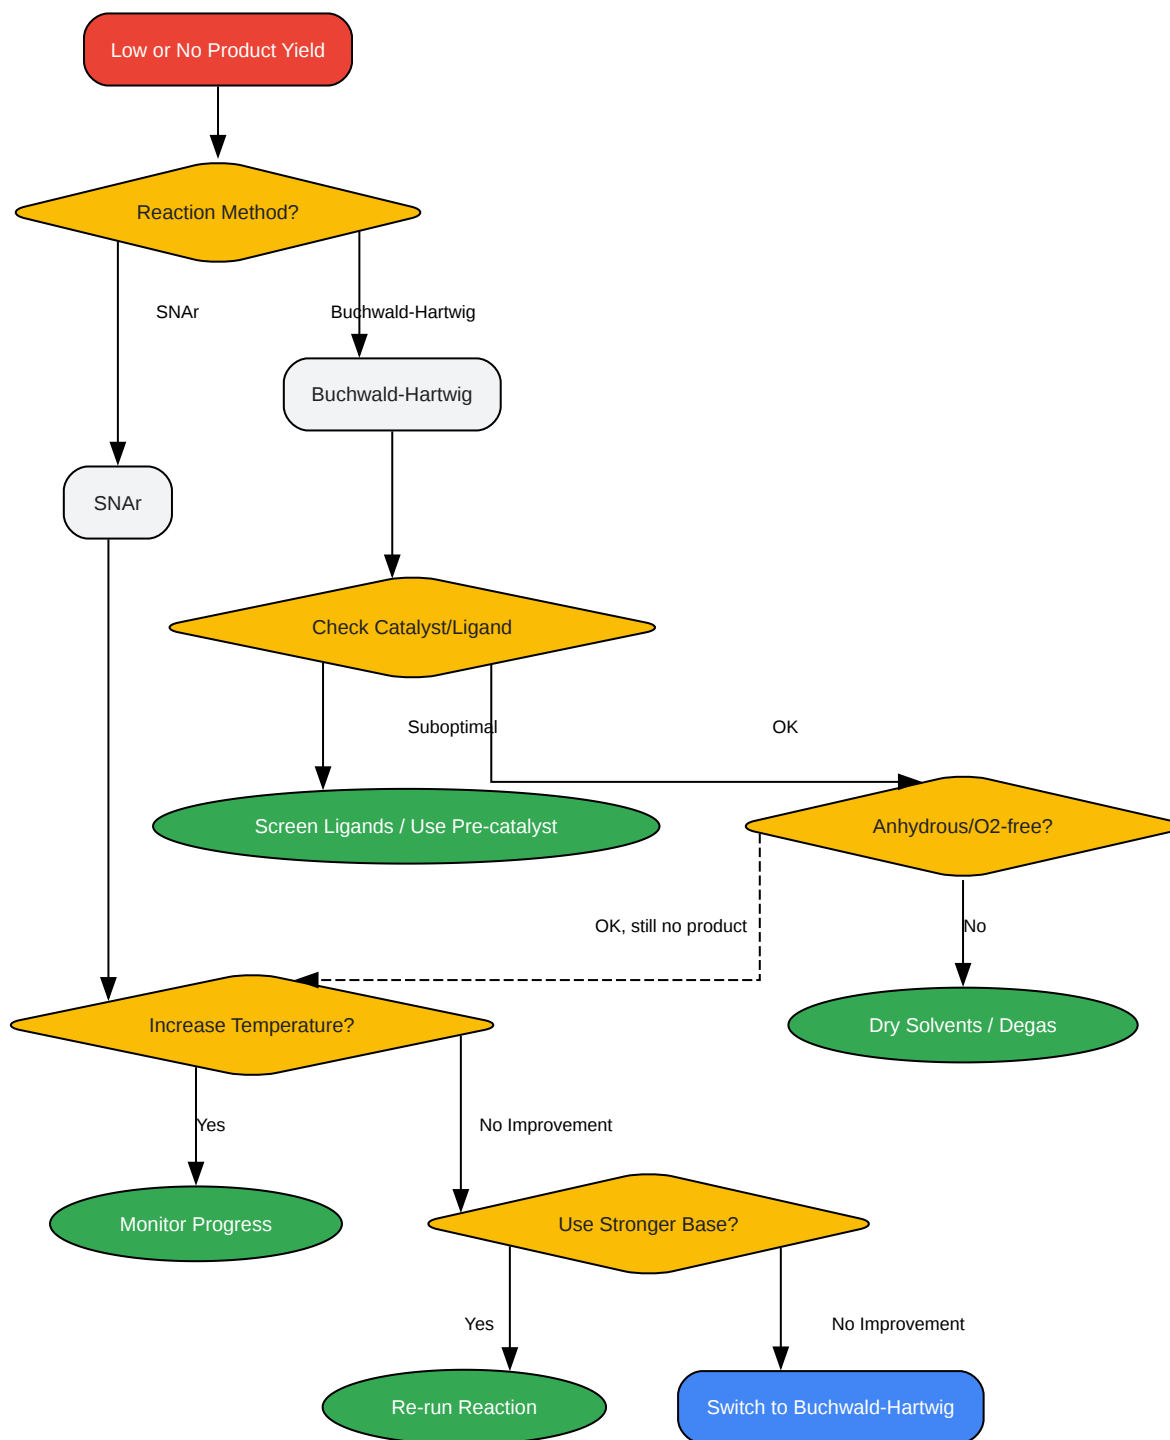 Low or No Product Yield
Reaction Method?
SNAr
Buchwald-Hartwig
Buchwald-Hartwig
SNAr
Check Catalyst/Ligand
Suboptimal
OK
Screen Ligands / Use Pre-catalyst
Anhydrous/O2-free?
OK, still no product
No
Increase Temperature?
Dry Solvents / Degas
Yes
No Improvement
Monitor Progress
Use Stronger Base?
Yes
No Improvement
Re-run Reaction
Switch to Buchwald-Hartwig